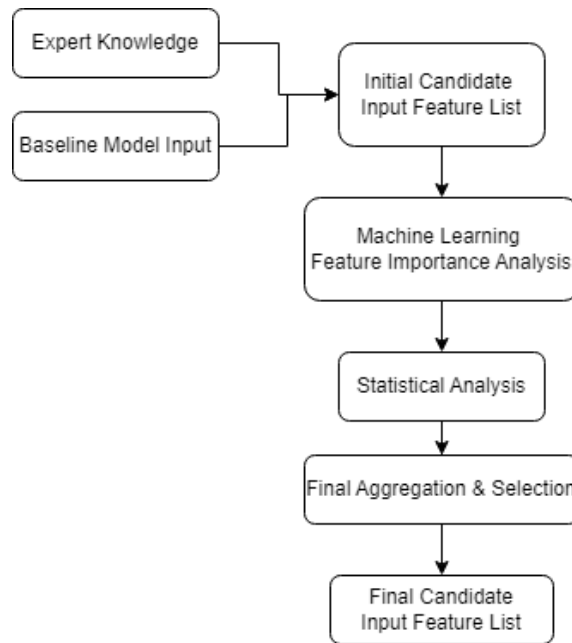 Expert Knowledge
Baseline Model Input
Initial Candidate
Input Feature List
Machine Learning
Feature Importance Analysis
Statistical Analysis
Final Aggregation & Selection
Final Candidate
Input Feature List